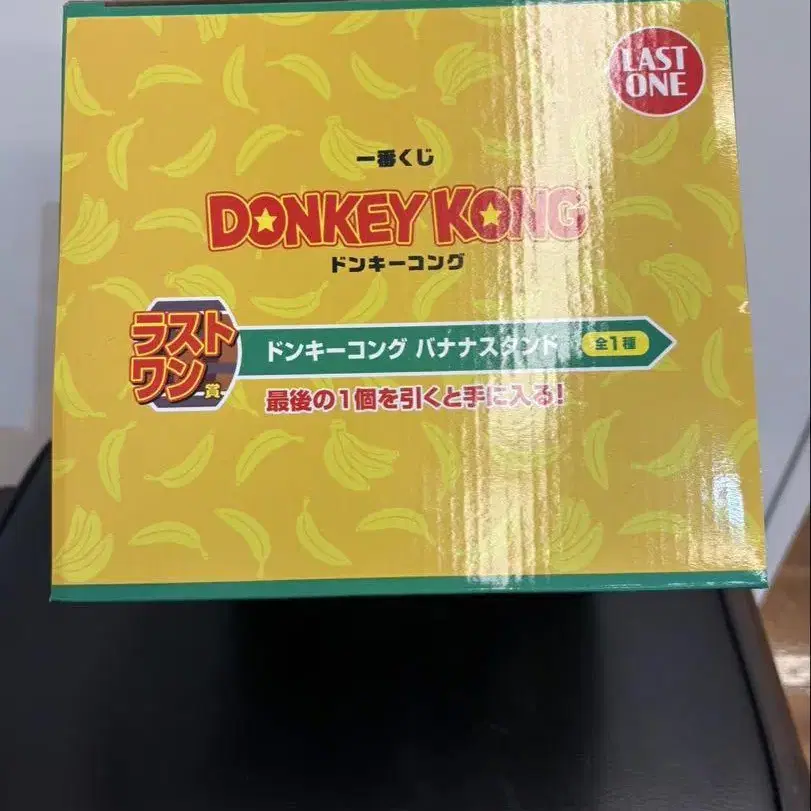 LAST
ONE
一番くじ
DONKEY KONG
ドンキーコング
ラスト
ワン賞
ドンキーコング バナナスタンド 全1種
最後の1個を引くと手に入る!